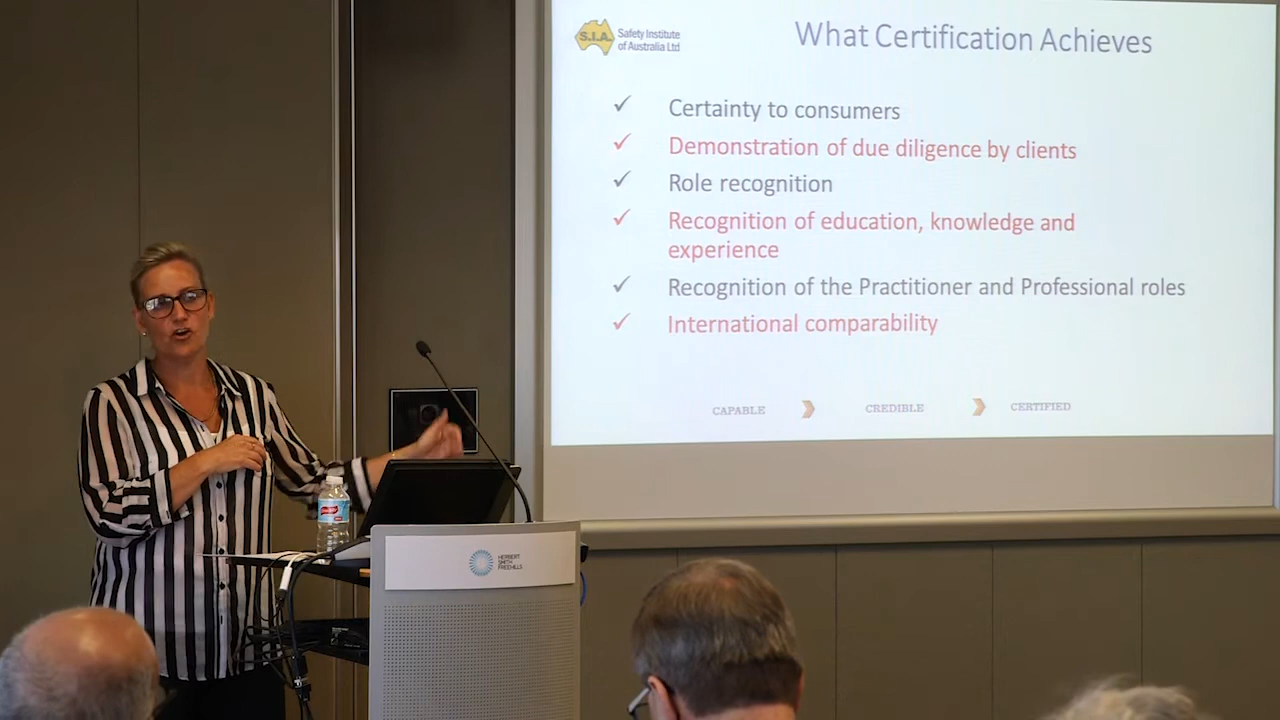 S.I.A.
Safety Institute
of Australia Ltd
What Certification Achieves
Certainty to consumers
Demonstration of due diligence by clients
Role recognition
Recognition of education, knowledge and
experience
Recognition of the Practitioner and Professional roles
International comparability
CAPABLE
CREDIBLE
CERTIFIED
HERBERT
SMITH
FREEHILLS